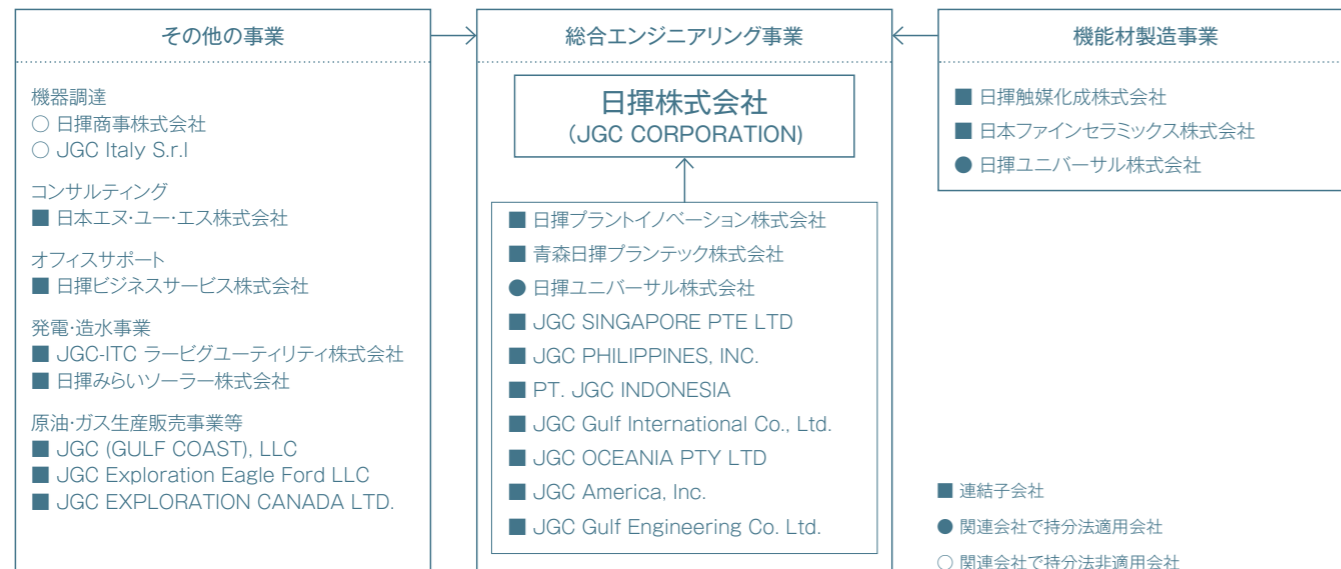 その他の事業
機器調達
○ 日揮商事株式会社
○ JGC Italy S.r.l
コンサルティング
■ 日本エヌ・ユー・エス株式会社
オフィスサポート
■ 日揮ビジネスサービス株式会社
発電・造水事業
■ JGC-ITC ラービグユーティリティ株式会社
■ 日揮みらいソーラー株式会社
原油・ガス生産販売事業等
■ JGC (GULF COAST), LLC
■ JGC Exploration Eagle Ford LLC
■ JGC EXPLORATION CANADA LTD.
総合エンジニアリング事業
日揮株式会社
(JGC CORPORATION)
■ 日揮プラントイノベーション株式会社
■ 青森日揮プランテック株式会社
● 日揮ユニバーサル株式会社
■ JGC SINGAPORE PTE LTD
■ JGC PHILIPPINES, INC.
■ PT. JGC INDONESIA
■ JGC Gulf International Co., Ltd.
■ JGC OCEANIA PTY LTD
■ JGC America, Inc.
■ JGC Gulf Engineering Co. Ltd.
機能材製造事業
■ 日揮触媒化成株式会社
■ 日本ファインセラミックス株式会社
● 日揮ユニバーサル株式会社
■ 連結子会社
● 関連会社で持分法適用会社
○ 関連会社で持分法非適用会社